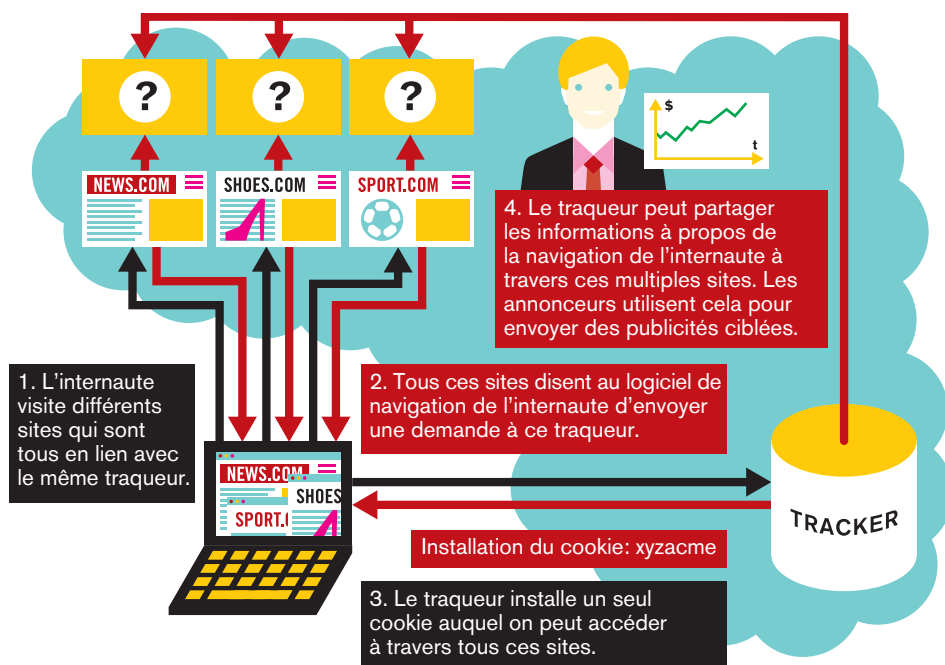 ?
?
?
$
t
NEWS.COM
SHOES.COM
SPORT.COM
4. Le traqueur peut partager
les informations à propos de
la navigation de l'internaute à
travers ces multiples sites. Les
annonceurs utilisent cela pour
envoyer des publicités ciblées.
1. L'internaute
visite différents
sites qui sont
tous en lien avec
le même traqueur.
2. Tous ces sites disent au logiciel de
navigation de l'internaute d'envoyer
une demande à ce traqueur.
NEWS.COM
SHOES
SPORT.C
TRACKER
Installation du cookie: xyzacme
3. Le traqueur installe un seul
cookie auquel on peut accéder
à travers tous ces sites.